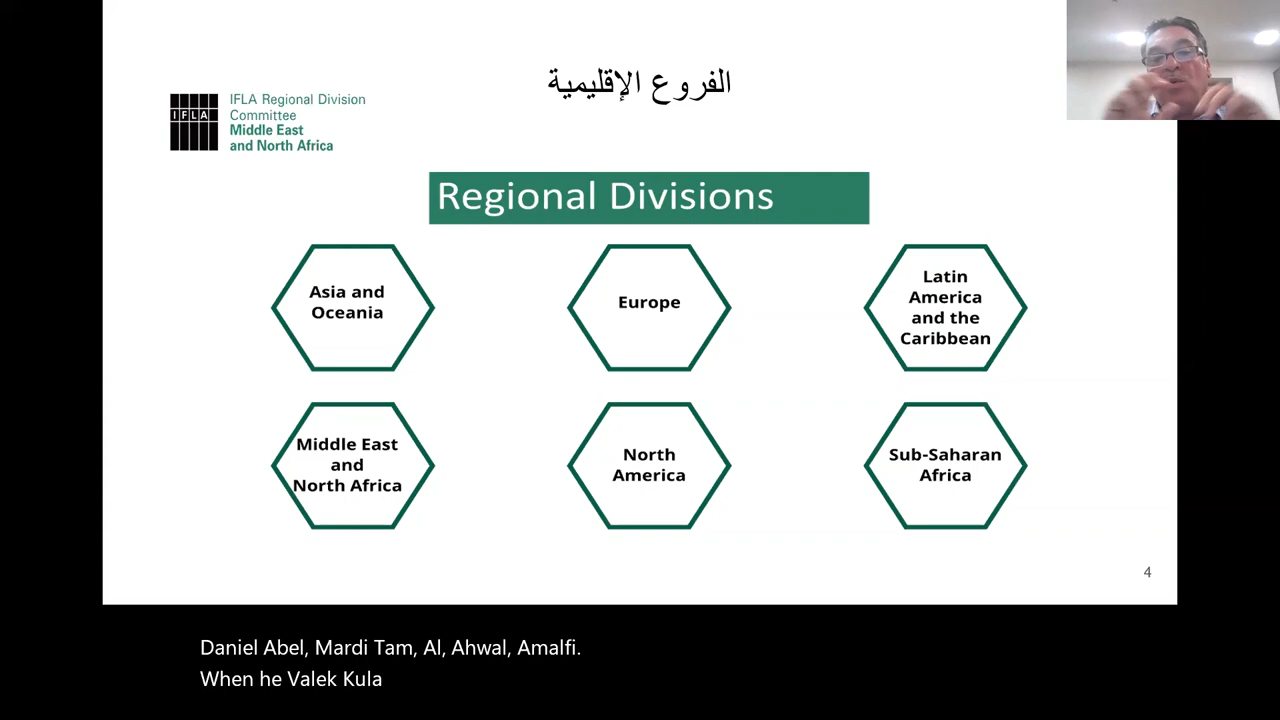 الفروع الإقليمية
IFLA
IFLA Regional Division
Committee
Middle East
and North Africa
Regional Divisions
Asia and
Oceania
Europe
Latin
America
and the
Caribbean
Middle East
and
North Africa
North
America
Sub-Saharan
Africa
4
Daniel Abel, Mardi Tam, Al, Ahwal, Amalfi.
When he Valek Kula